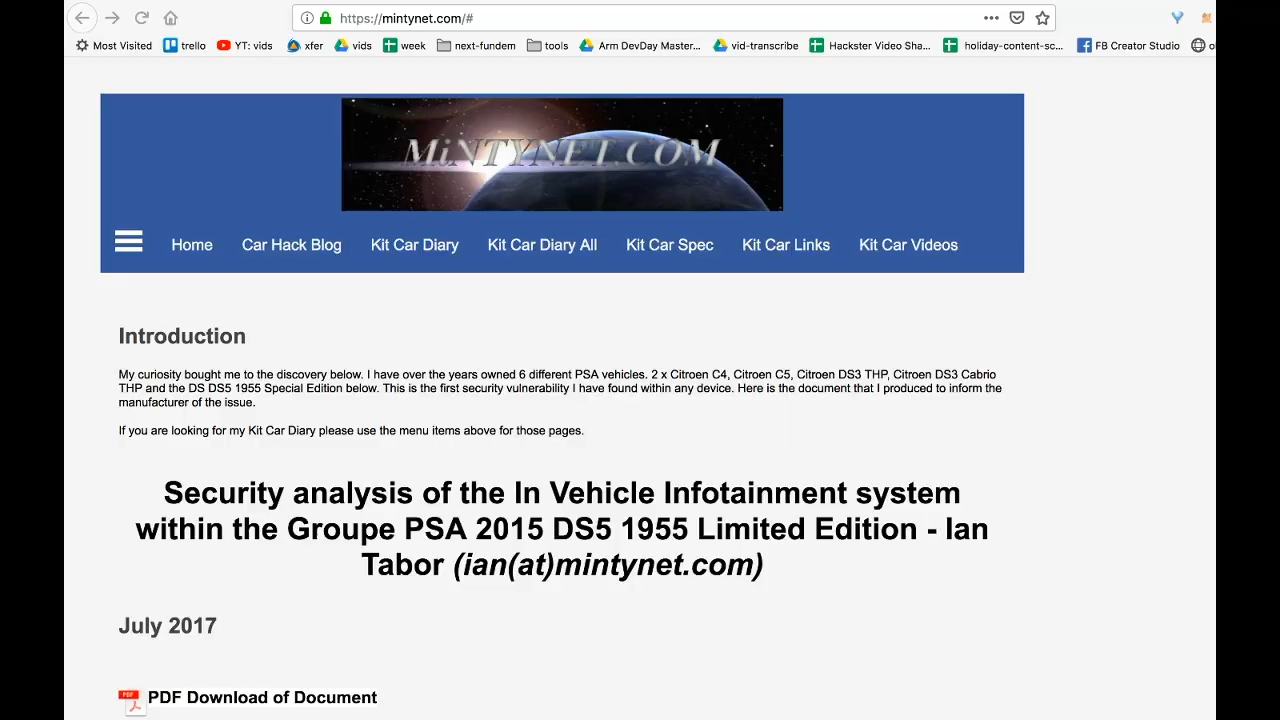 https://mintynet.com/#
Most Visited trello YT: vids xfer vids week next-fundem tools Arm DevDay Master... vid-transcribe Hackster Video Sha... holiday-content-sc... FB Creator Studio
MiNTYNET.COM
Home Car Hack Blog Kit Car Diary Kit Car Diary All Kit Car Spec Kit Car Links Kit Car Videos
Introduction
My curiosity bought me to the discovery below. I have over the years owned 6 different PSA vehicles. 2 x Citroen C4, Citroen C5, Citroen DS3 THP, Citroen DS3 Cabrio
THP and the DS DS5 1955 Special Edition below. This is the first security vulnerability I have found within any device. Here is the document that I produced to inform the
manufacturer of the issue.
If you are looking for my Kit Car Diary please use the menu items above for those pages.
Security analysis of the In Vehicle Infotainment system
within the Groupe PSA 2015 DS5 1955 Limited Edition - Ian
Tabor (ian(at)mintynet.com)
July 2017
PDF Download of Document